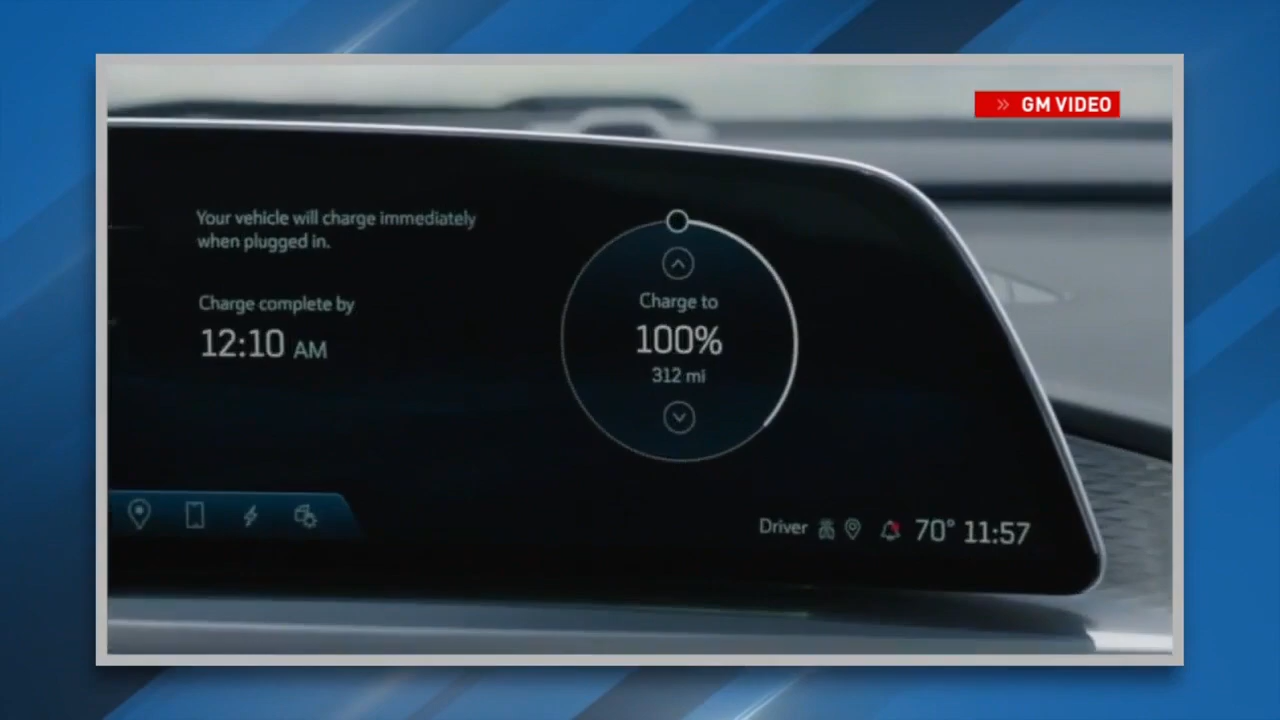 GM VIDEO
Your vehicle will charge immediately
when plugged in.
Charge complete by
12:10 AM
Charge to
100%
312 mi
Driver 70° 11:57